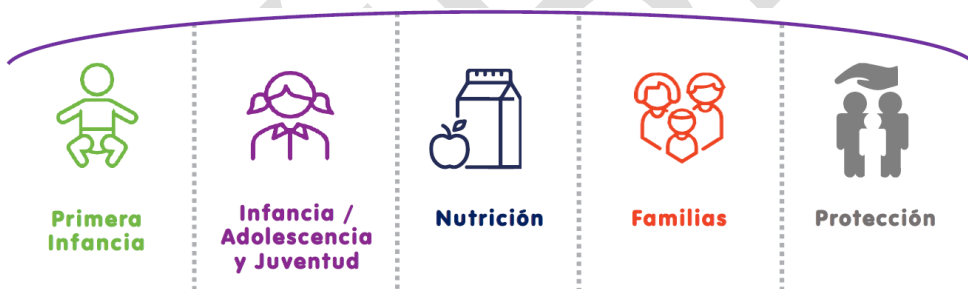 Primera
Infancia
Infancia /
Adolescencia
y Juventud
Nutrición
Familias
Protección